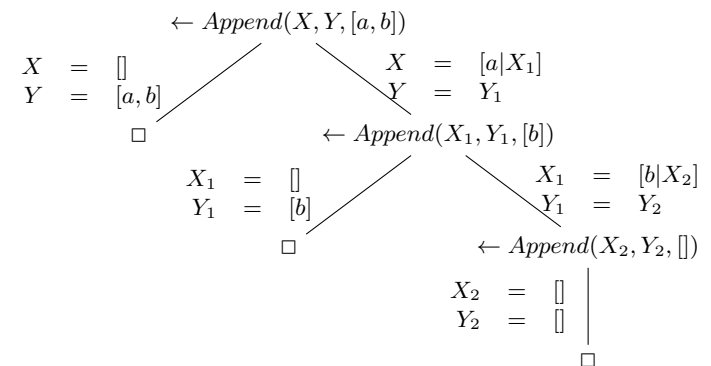 ← Append(X, Y, [a, b])
X = []
Y = [a, b]
X = [a|X₁]
Y = Y₁
□
← Append(X₁, Y₁, [b])
X₁ = []
Y₁ = [b]
X₁ = [b|X₂]
Y₁ = Y₂
□
← Append(X₂, Y₂, [])
X₂ = []
Y₂ = []
□